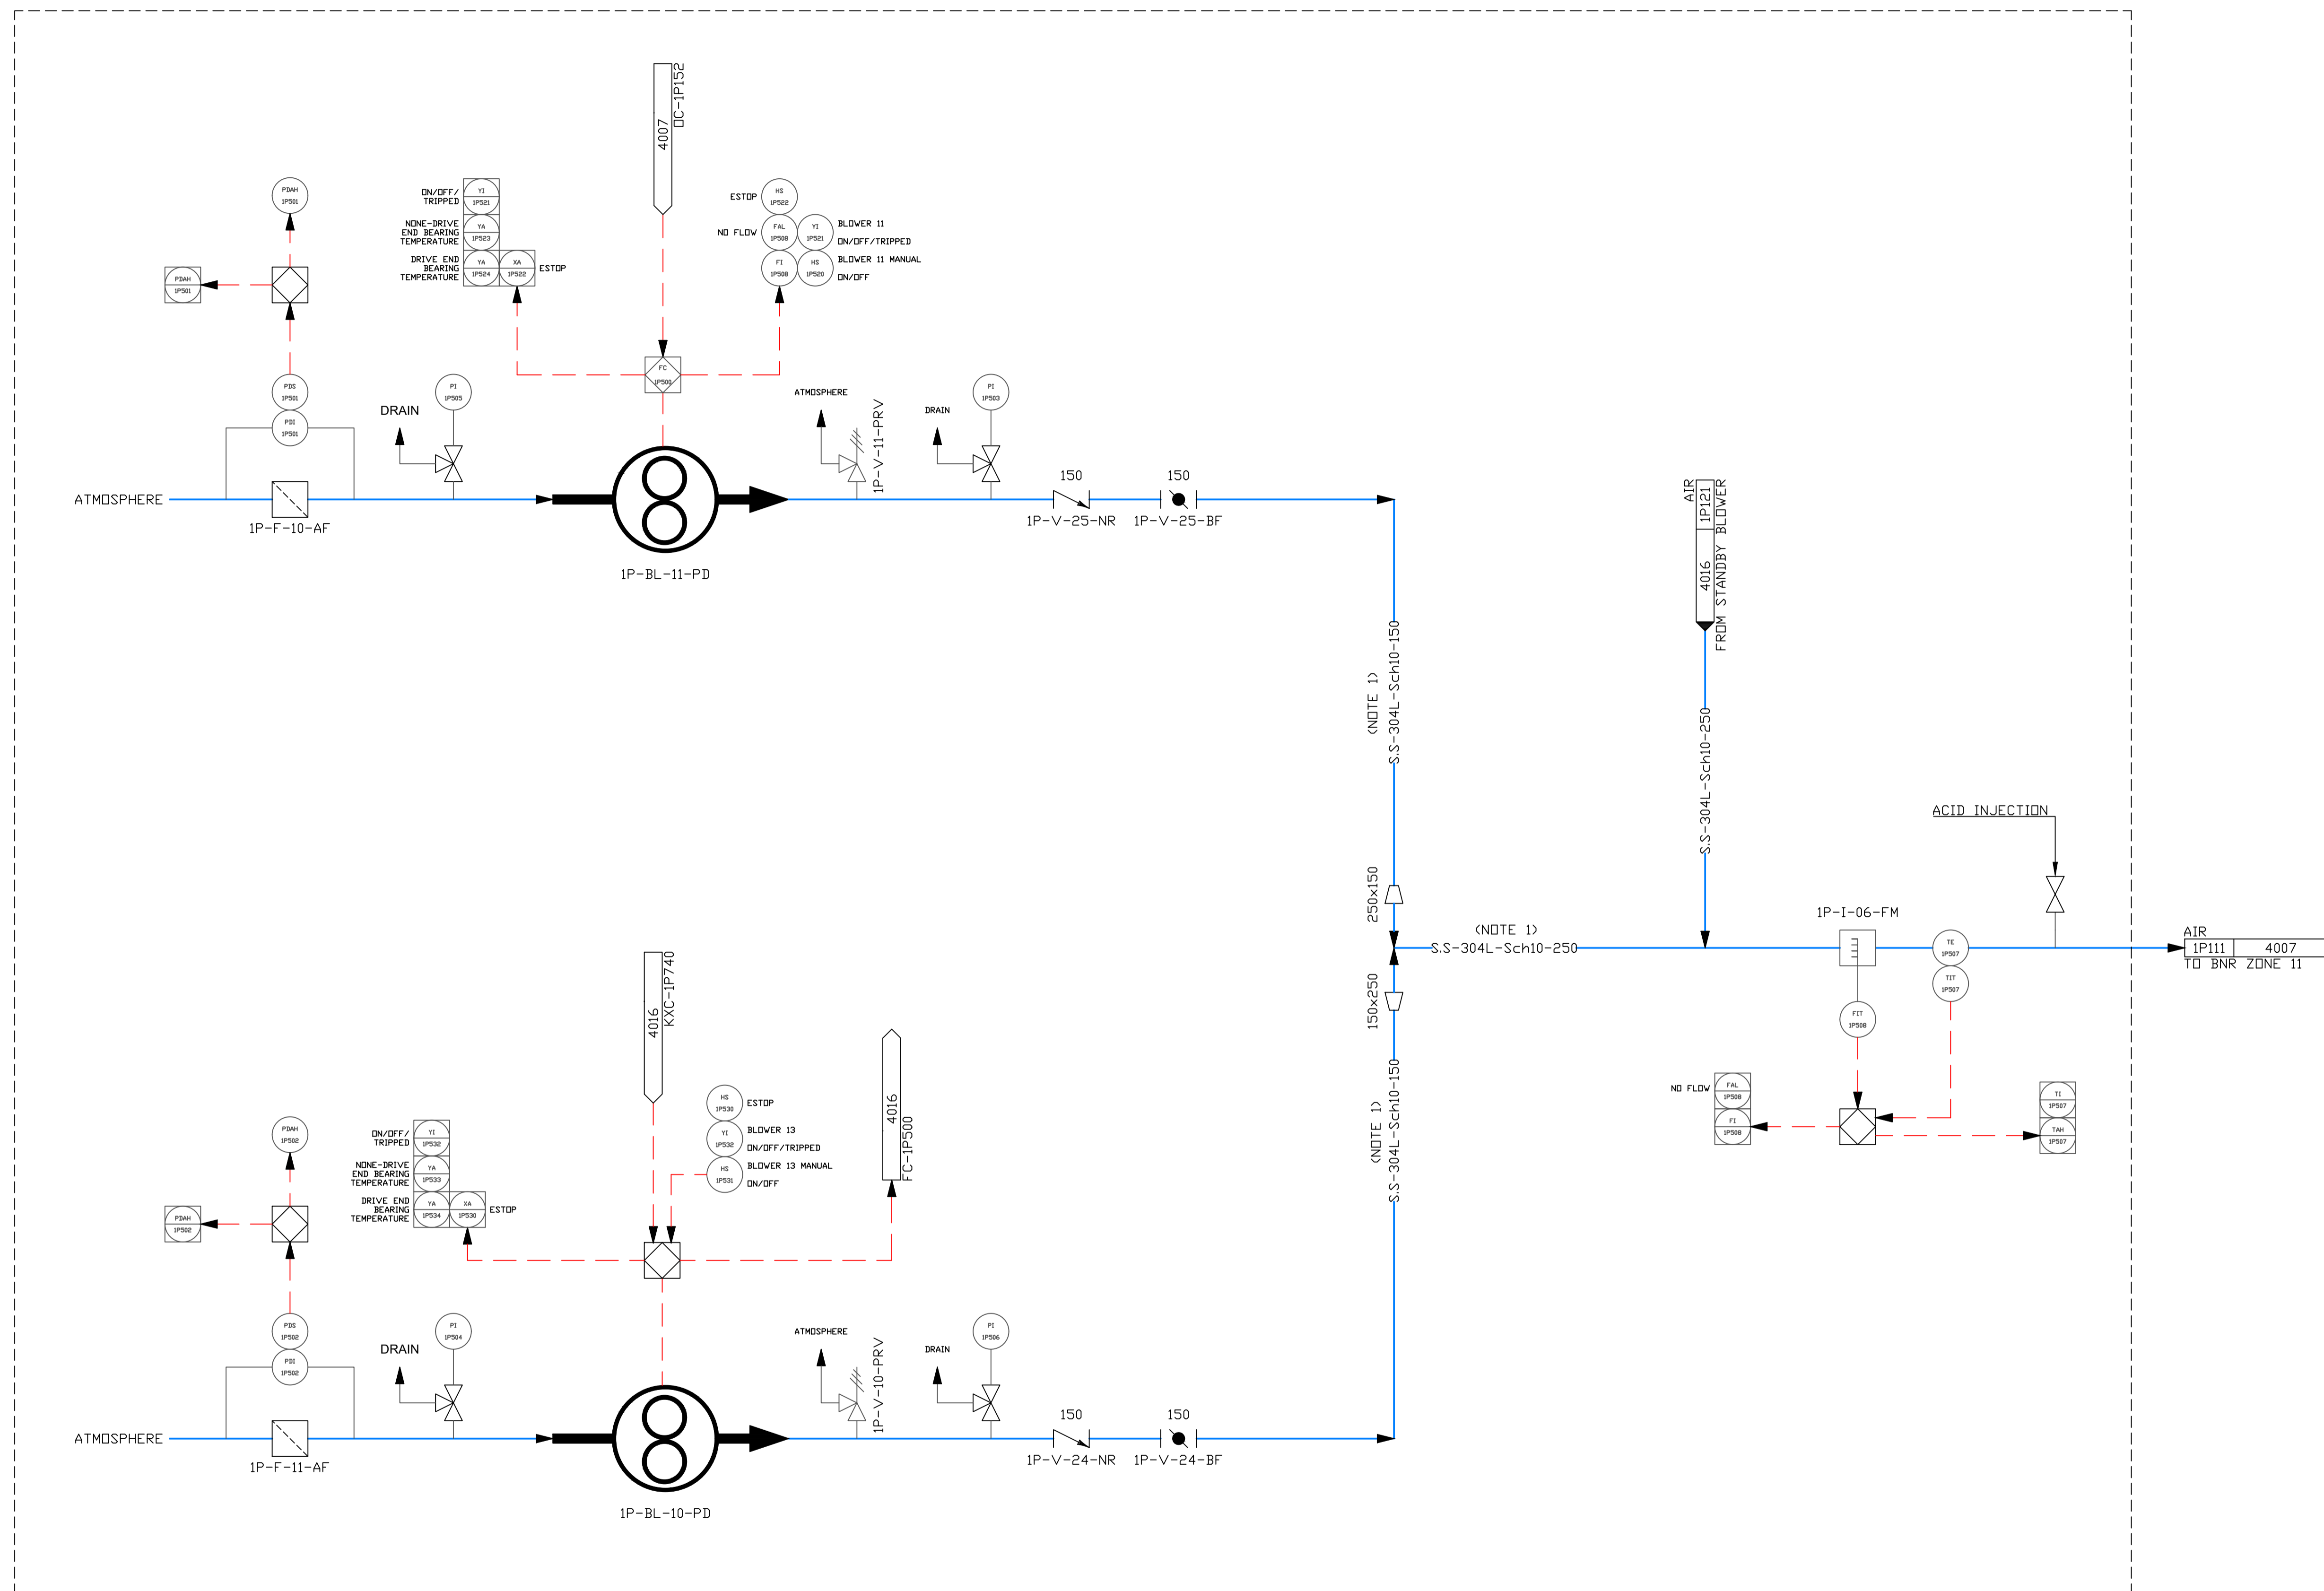 4007
OC-1P152
PDAH
1P501
PDAH
1P501
PDS
1P501
PDI
1P501
ATMOSPHERE
1P-F-10-AF
DRAIN
PI
1P505
ON/OFF/
TRIPPED
YI
1P521
NONE-DRIVE
END BEARING
TEMPERATURE
YA
1P523
DRIVE END
BEARING
TEMPERATURE
YA
1P524
XA
1P522
ESTOP
FC
1P500
ESTOP
HS
1P522
NO FLOW
FAL
1P508
YI
1P521
BLOWER 11
ON/OFF/TRIPPED
FI
1P508
HS
1P520
BLOWER 11 MANUAL
ON/OFF
1P-BL-11-PD
ATMOSPHERE
1P-V-11-PRV
DRAIN
PI
1P503
150
1P-V-25-NR
150
1P-V-25-BF
(NOTE 1)
S.S-304L-Sch10-150
250x150
AIR
4016 1P121
FROM STANDBY BLOWER
S.S-304L-Sch10-250
(NOTE 1)
S.S-304L-Sch10-250
ACID INJECTION
1P-I-06-FM
TE
1P507
TIT
1P507
FIT
1P508
AIR
1P111 4007
TO BNR ZONE 11
NO FLOW
FAL
1P508
FI
1P508
TI
1P507
TAH
1P507
150x250
(NOTE 1)
S.S-304L-Sch10-150
4016
KXC-1P740
HS
1P530
ESTOP
YI
1P532
BLOWER 13
ON/OFF/TRIPPED
HS
1P531
BLOWER 13 MANUAL
ON/OFF
4016
FC-1P500
PDAH
1P502
PDAH
1P502
PDS
1P502
PDI
1P502
ATMOSPHERE
1P-F-11-AF
DRAIN
PI
1P504
ON/OFF/
TRIPPED
YI
1P532
NONE-DRIVE
END BEARING
TEMPERATURE
YA
1P533
DRIVE END
BEARING
TEMPERATURE
YA
1P534
XA
1P530
ESTOP
1P-BL-10-PD
ATMOSPHERE
1P-V-10-PRV
DRAIN
PI
1P506
150
1P-V-24-NR
150
1P-V-24-BF